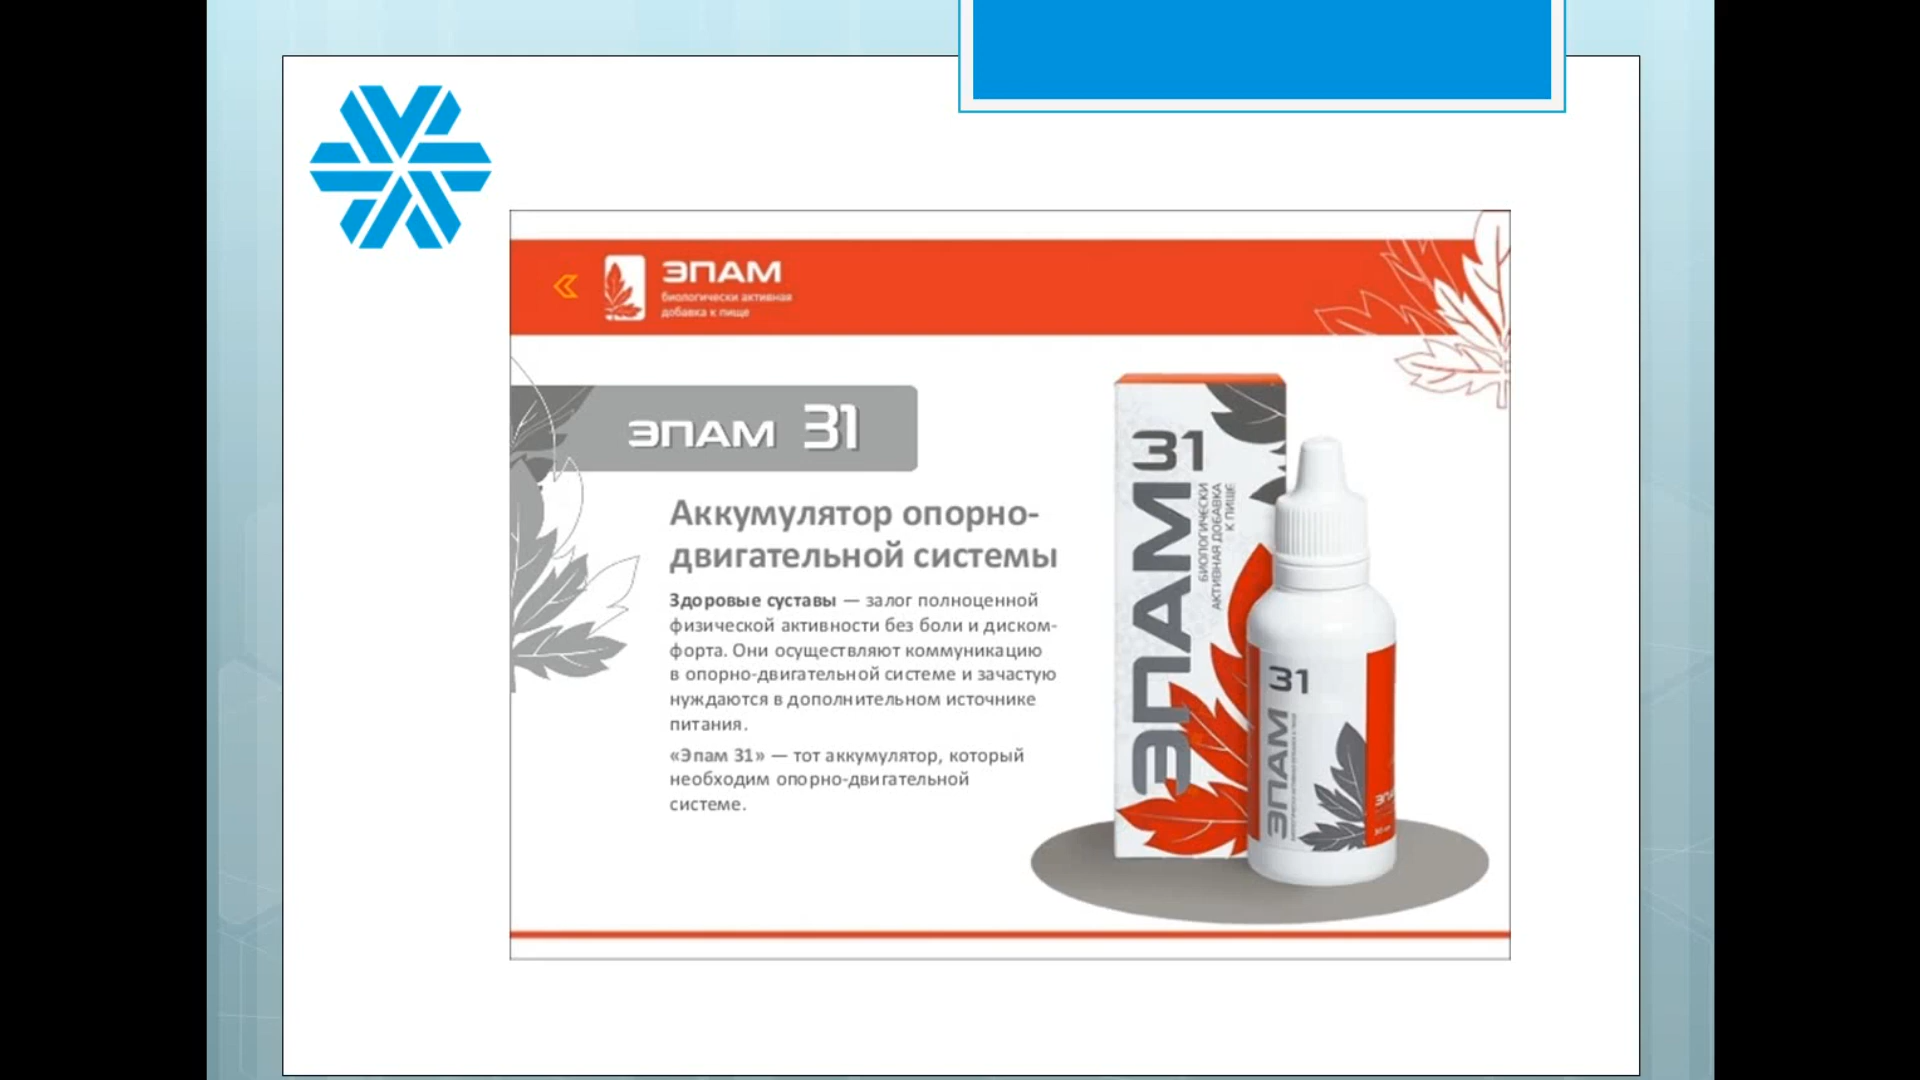 ЭПАМ
биологически активная
добавка к пище
ЭПАМ 31
Аккумулятор опорно-
двигательной системы
Здоровые суставы — залог полноценной
физической активности без боли и диском-
форта. Они осуществляют коммуникацию
в опорно-двигательной системе и зачастую
нуждаются в дополнительном источнике
питания.
«Эпам 31» — тот аккумулятор, который
необходим опорно-двигательной
системе.
ЭПАМ 31
БИОЛОГИЧЕСКИ
АКТИВНАЯ ДОБАВКА
К ПИЩЕ
ЭПАМ 31